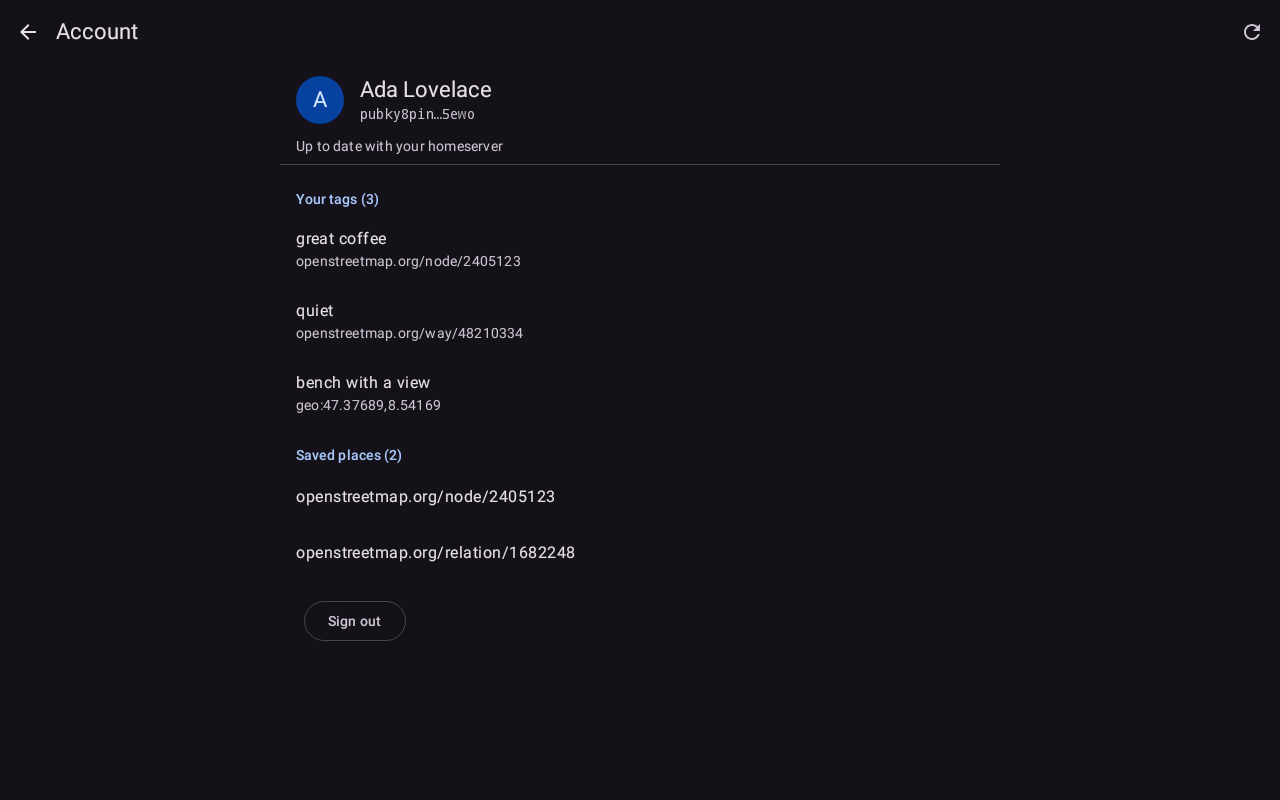 Account
A
Ada Lovelace
pubky8pin…5ewo
Up to date with your homeserver
Your tags (3)
great coffee
openstreetmap.org/node/2405123
quiet
openstreetmap.org/way/48210334
bench with a view
geo:47.37689,8.54169
Saved places (2)
openstreetmap.org/node/2405123
openstreetmap.org/relation/1682248
Sign out